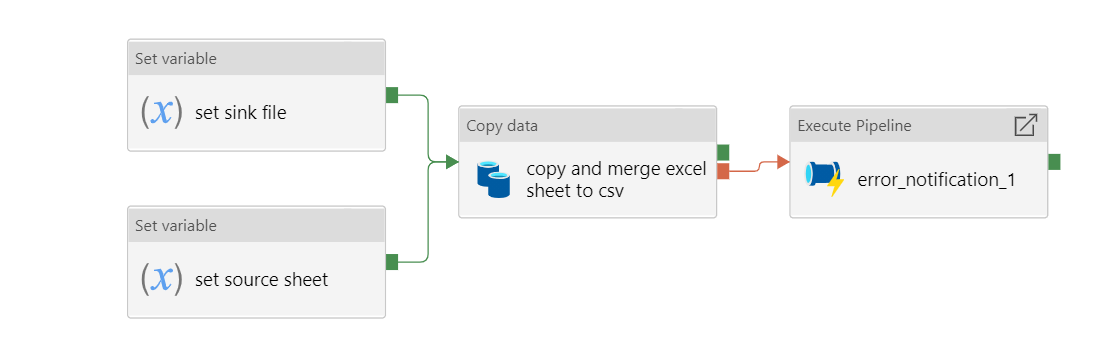 Set variable
(x) set sink file
Set variable
(x) set source sheet
Copy data
copy and merge excel
sheet to csv
Execute Pipeline
error_notification_1